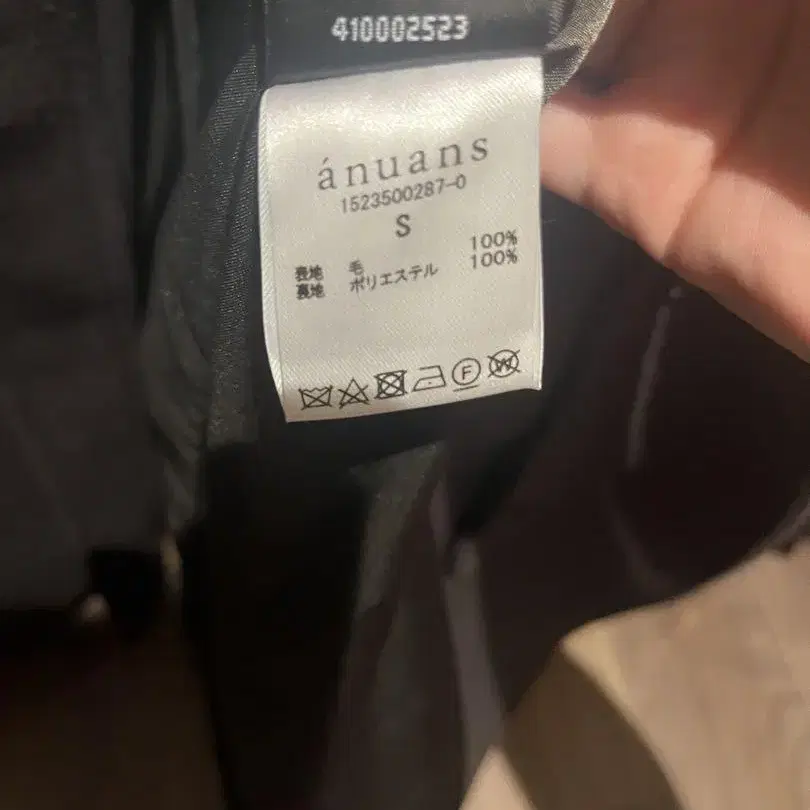 410002523
ánuans
1523500287-0
S
表地 毛 100%
裏地 ポリエステル 100%
F W